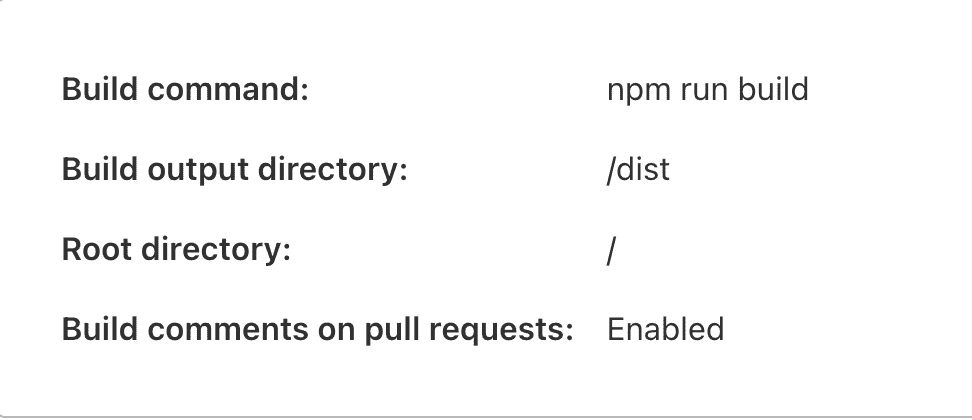 Build command: npm run build
Build output directory: /dist
Root directory: /
Build comments on pull requests: Enabled